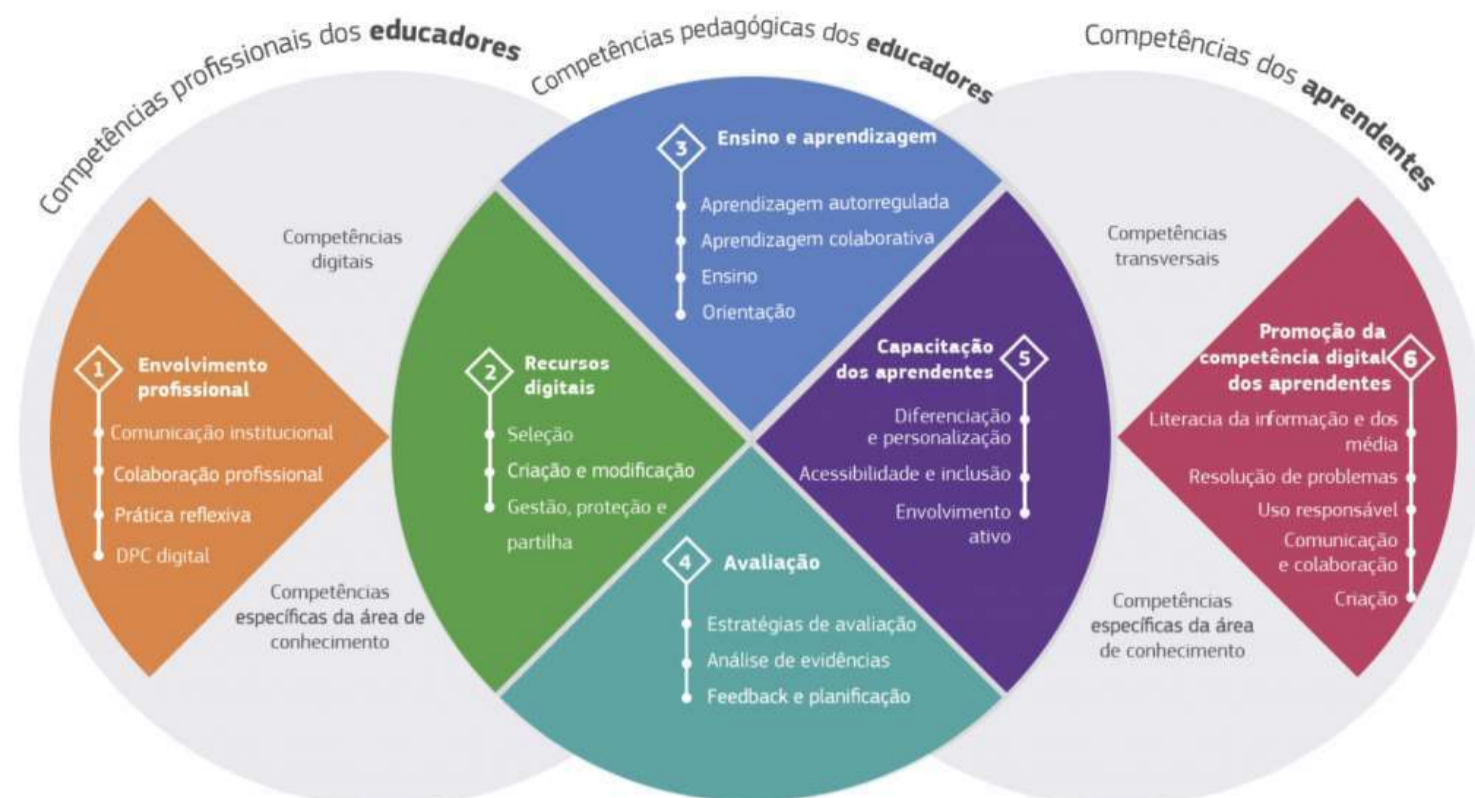 Competências profissionais dos educadores
Competências pedagógicas dos educadores
Competências dos aprendentes
Competências
digitais
Competências
específicas da área de
conhecimento
1
Envolvimento
profissional
Comunicação institucional
Colaboração profissional
Prática reflexiva
DPC digital
2
Recursos
digitais
Seleção
Criação e modificação
Gestão, proteção e
partilha
3
Ensino e aprendizagem
Aprendizagem autorregulada
Aprendizagem colaborativa
Ensino
Orientação
4
Avaliação
Estratégias de avaliação
Análise de evidências
Feedback e planificação
5
Capacitação
dos aprendentes
Diferenciação
e personalização
Acessibilidade e inclusão
Envolvimento
ativo
Competências
transversais
Competências
específicas da área
de conhecimento
6
Promoção da
competência digital
dos aprendentes
Literacia da informação e dos
média
Resolução de problemas
Uso responsável
Comunicação
e colaboração
Criação